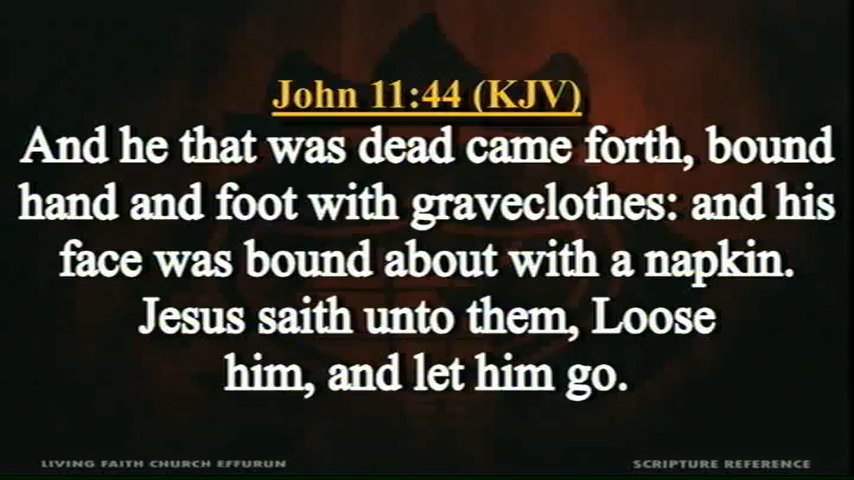 John 11:44 (KJV)
And he that was dead came forth, bound
hand and foot with graveclothes: and his
face was bound about with a napkin.
Jesus saith unto them, Loose
him, and let him go.
LIVING FAITH CHURCH EFFURUN
SCRIPTURE REFERENCE